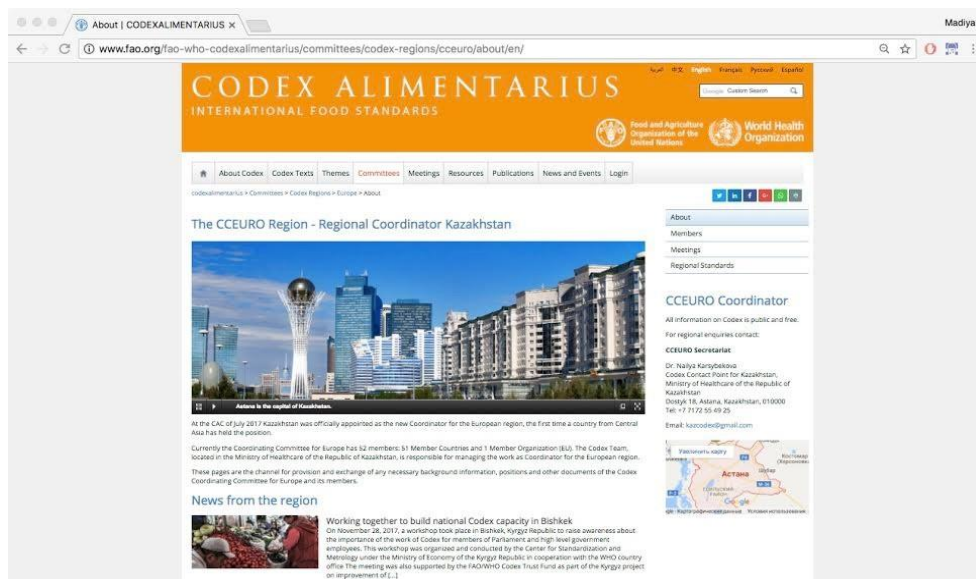 About | CODEXALIMENTARIUS ×
Madiya
www.fao.org/fao-who-codexalimentarius/committees/codex-regions/cceuro/about/en/
العربية 中文 English Français Русский Español
CODEX ALIMENTARIUS
INTERNATIONAL FOOD STANDARDS
Google Custom Search
Food and Agriculture
Organization of the
United Nations
World Health
Organization
About Codex Codex Texts Themes Committees Meetings Resources Publications News and Events Login
codexalimentarius > Committees > Codex Regions > Europe > About
The CCEURO Region - Regional Coordinator Kazakhstan
Astana is the capital of Kazakhstan.
At the CAC of July 2017 Kazakhstan was officially appointed as the new Coordinator for the European region, the first time a country from Central
Asia has held the position.
Currently the Coordinating Committee for Europe has 52 members: 51 Member Countries and 1 Member Organization (EU). The Codex Team,
located in the Ministry of Healthcare of the Republic of Kazakhstan, is responsible for managing the work as Coordinator for the European region.
These pages are the channel for provision and exchange of any necessary background information, positions and other documents of the Codex
Coordinating Committee for Europe and its members.
News from the region
Working together to build national Codex capacity in Bishkek
On November 28, 2017, a workshop took place in Bishkek, Kyrgyz Republic to raise awareness about
the importance of the work of Codex for members of Parliament and high level government
employees. This workshop was organized and conducted by the Center for Standardization and
Metrology under the Ministry of Economy of the Kyrgyz Republic in cooperation with the WHO country
office The meeting was also supported by the FAO/WHO Codex Trust Fund as part of the Kyrgyz project
on improvement of [...]
About
Members
Meetings
Regional Standards
CCEURO Coordinator
All information on Codex is public and free.
For regional enquiries contact:
CCEURO Secretariat
Dr. Nailya Karsybekova
Codex Contact Point for Kazakhstan,
Ministry of Healthcare of the Republic of
Kazakhstan
Dostyk 18, Astana, Kazakhstan, 010000
Tel: +7 7172 55 49 25
Email: kazcodex@gmail.com
Увеличить карту
Астана
Google
Картографические данные Условия использования